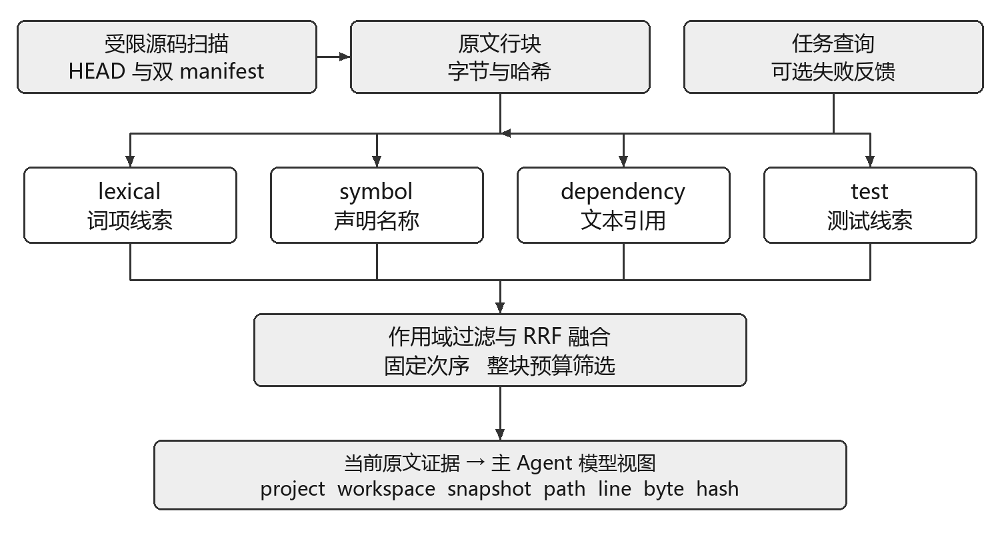 受限源码扫描
HEAD 与双 manifest
原文行块
字节与哈希
任务查询
可选失败反馈
lexical
词项线索
symbol
声明名称
dependency
文本引用
test
测试线索
作用域过滤与 RRF 融合
固定次序 整块预算筛选
当前原文证据 → 主 Agent 模型视图
project workspace snapshot path line byte hash